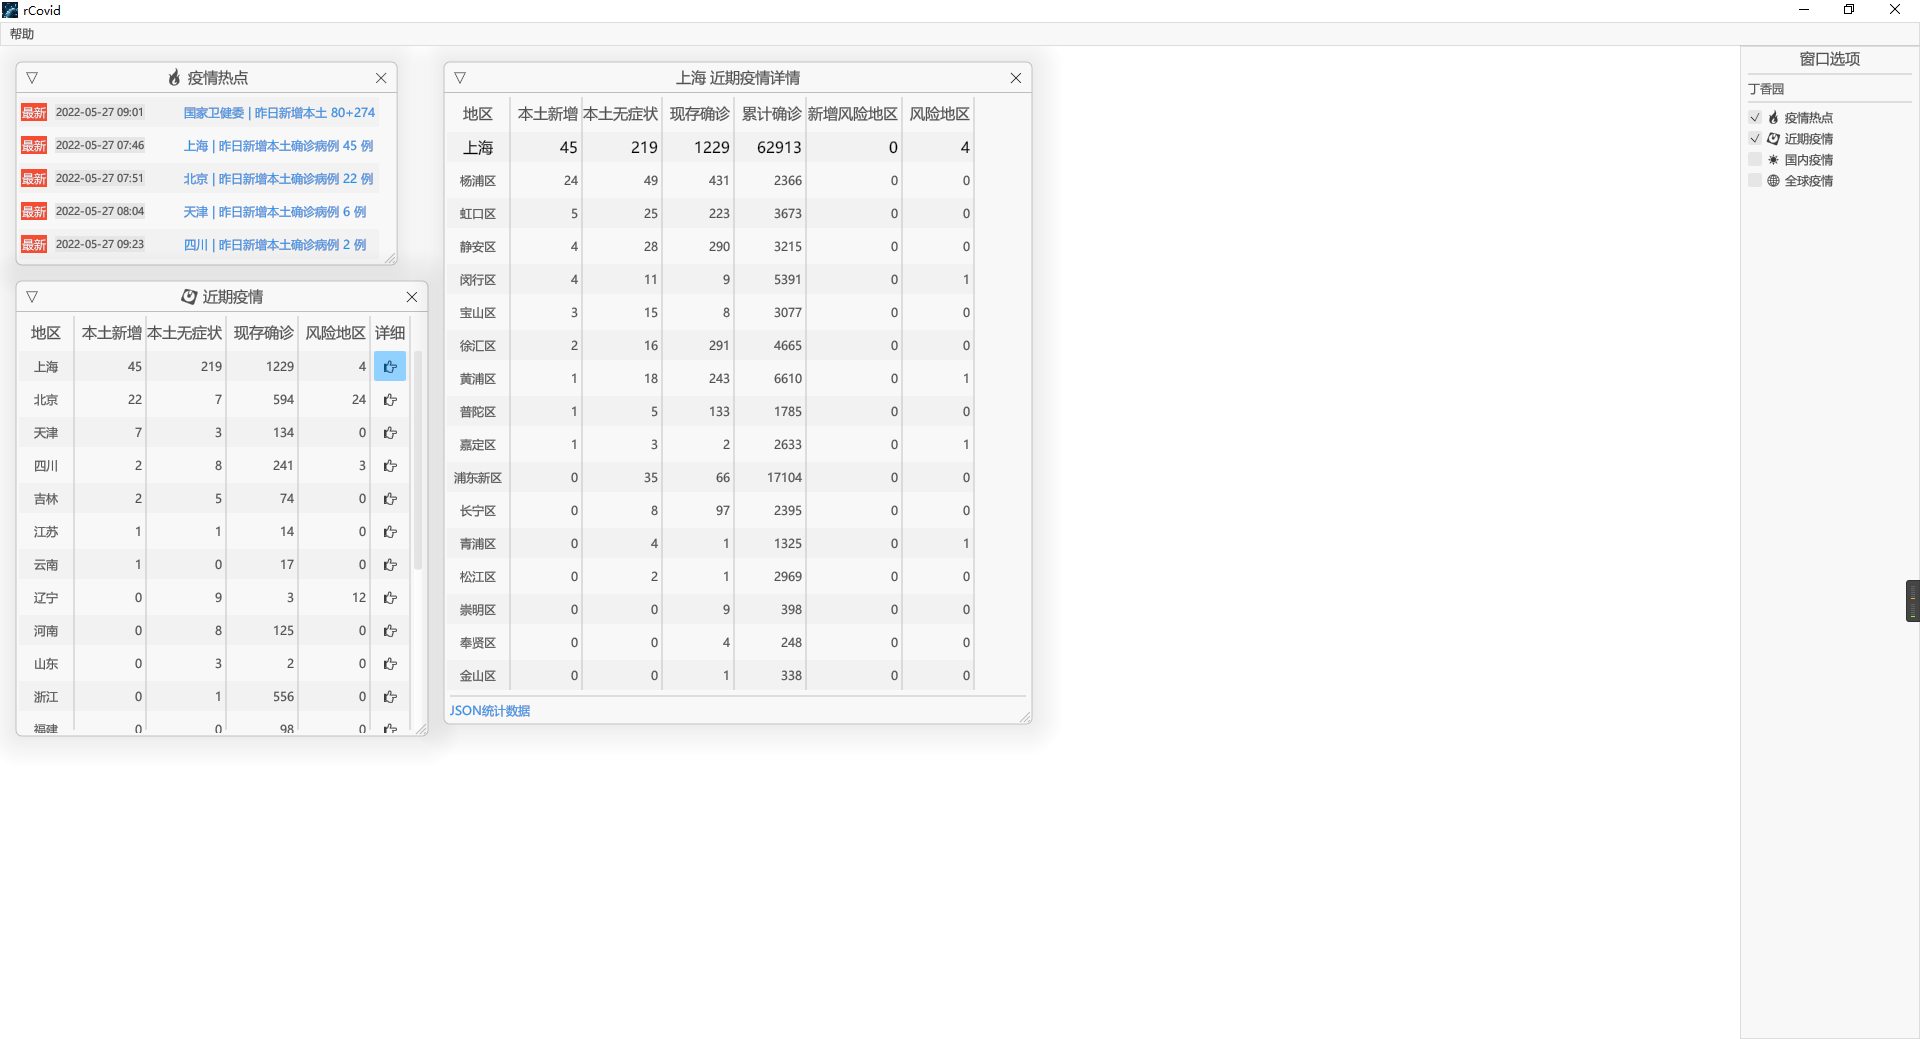 rCovid
帮助
疫情热点
最新 2022-05-27 09:01 国家卫健委 | 昨日新增本土 80+274
最新 2022-05-27 07:46 上海 | 昨日新增本土确诊病例 45 例
最新 2022-05-27 07:51 北京 | 昨日新增本土确诊病例 22 例
最新 2022-05-27 08:04 天津 | 昨日新增本土确诊病例 6 例
最新 2022-05-27 09:23 四川 | 昨日新增本土确诊病例 2 例
近期疫情
地区 本土新增 本土无症状 现存确诊 风险地区 详细
上海 45 219 1229 4
北京 22 7 594 24
天津 7 3 134 0
四川 2 8 241 3
吉林 2 5 74 0
江苏 1 1 14 0
云南 1 0 17 0
辽宁 0 9 3 12
河南 0 8 125 0
山东 0 3 2 0
浙江 0 1 556 0
福建 0 0 98 0
上海 近期疫情详情
地区 本土新增 本土无症状 现存确诊 累计确诊 新增风险地区 风险地区
上海 45 219 1229 62913 0 4
杨浦区 24 49 431 2366 0 0
虹口区 5 25 223 3673 0 0
静安区 4 28 290 3215 0 0
闵行区 4 11 9 5391 0 1
宝山区 3 15 8 3077 0 0
徐汇区 2 16 291 4665 0 0
黄浦区 1 18 243 6610 0 1
普陀区 1 5 133 1785 0 0
嘉定区 1 3 2 2633 0 1
浦东新区 0 35 66 17104 0 0
长宁区 0 8 97 2395 0 0
青浦区 0 4 1 1325 0 1
松江区 0 2 1 2969 0 0
崇明区 0 0 9 398 0 0
奉贤区 0 0 4 248 0 0
金山区 0 0 1 338 0 0
JSON统计数据
窗口选项
丁香园
疫情热点
近期疫情
国内疫情
全球疫情